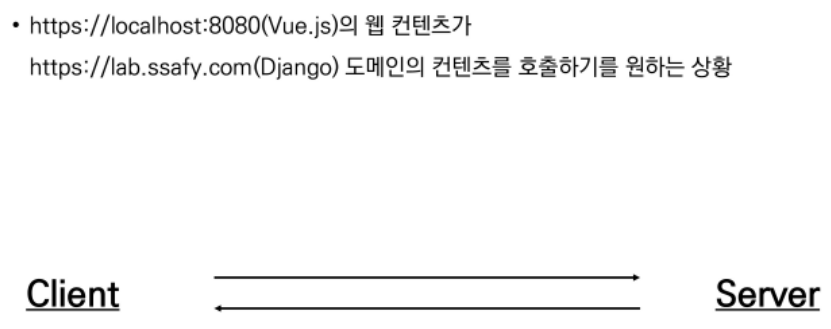 • https://localhost:8080(Vue.js)의 웹 컨텐츠가
https://lab.ssafy.com(Django) 도메인의 컨텐츠를 호출하기를 원하는 상황
Client Server